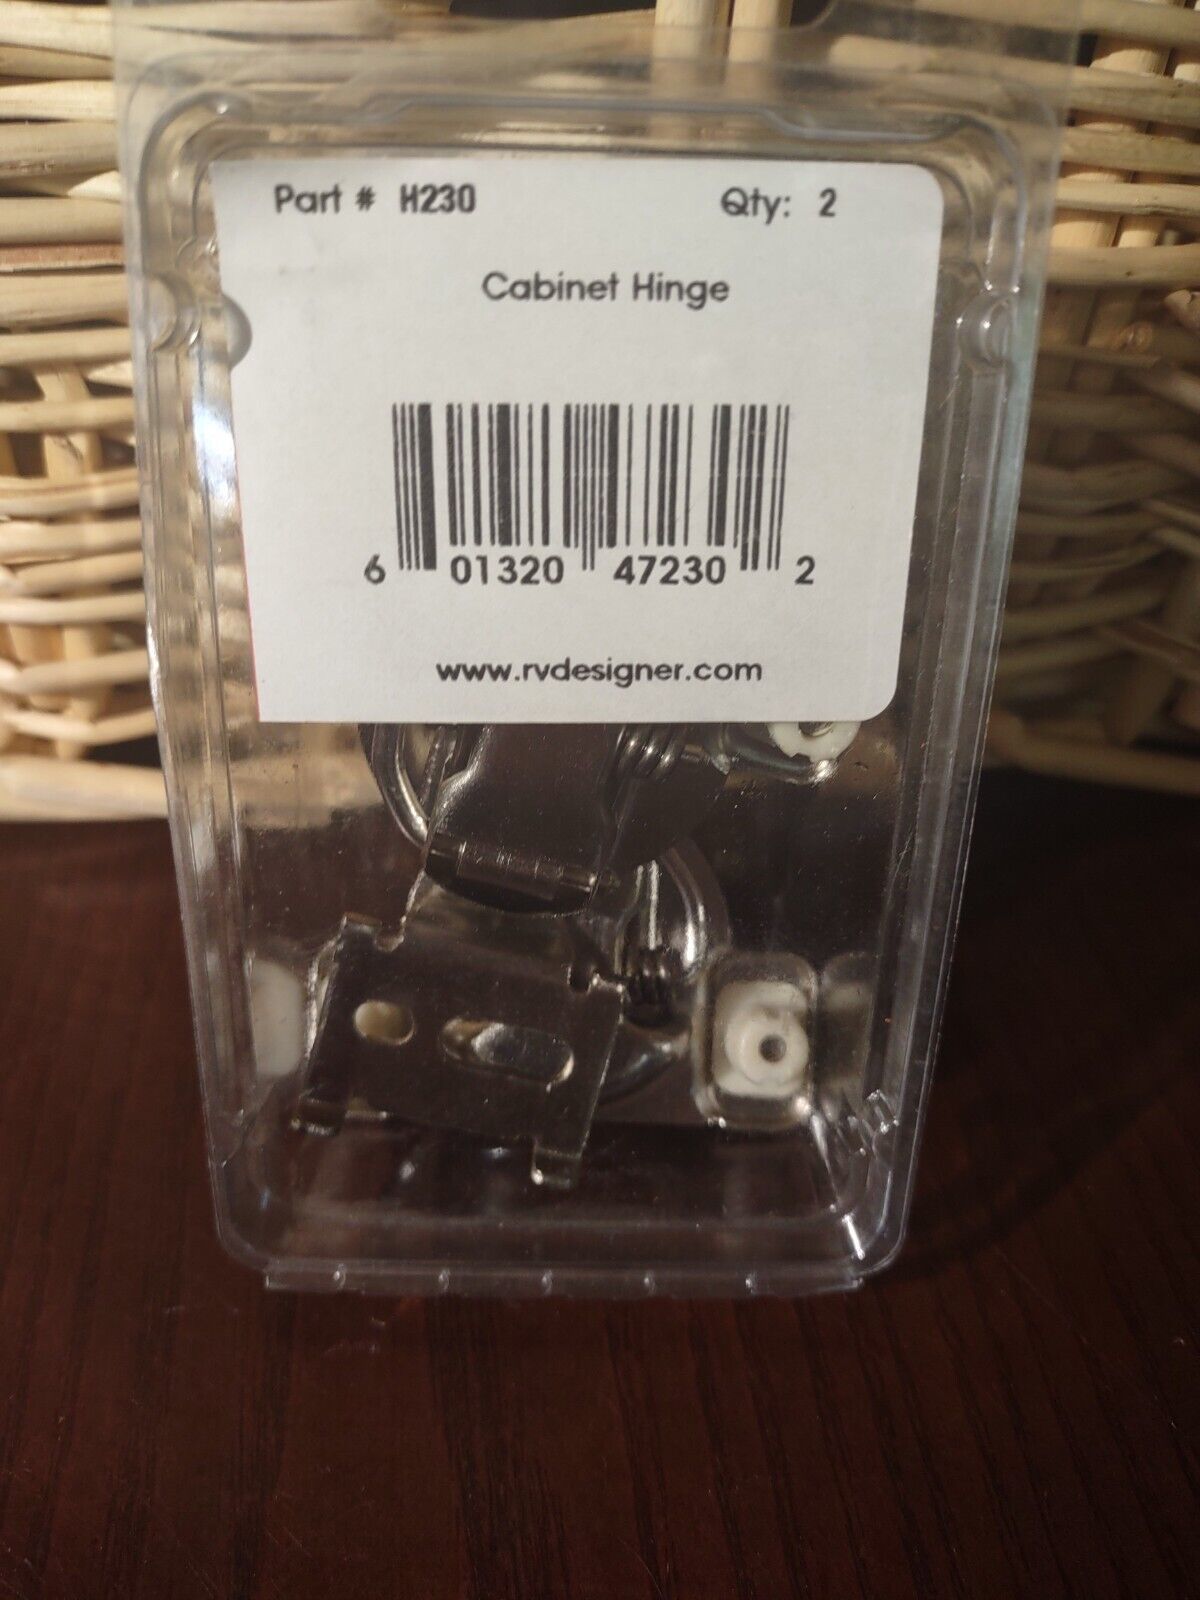 Part # H230 Qty: 2
Cabinet Hinge
6 01320 47230 2
www.rvdesigner.com